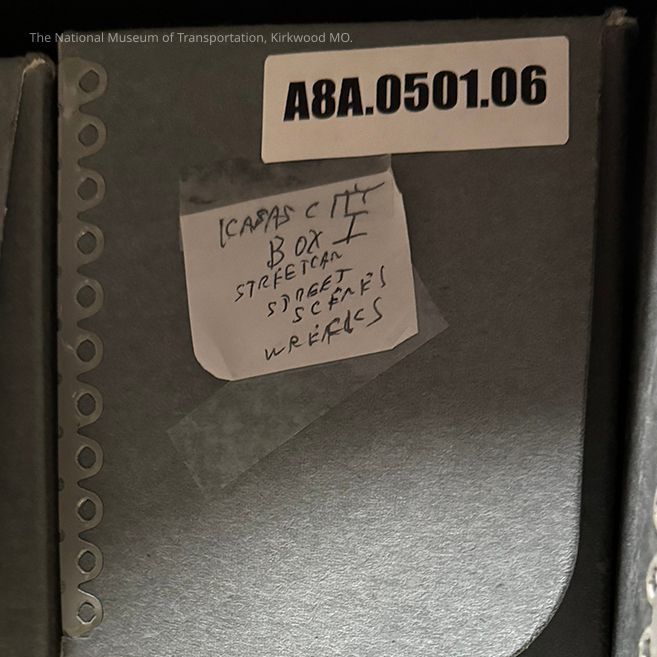 The National Museum of Transportation, Kirkwood MO.
A8A.0501.06
KASAS CITY
BOX I
STREETCAR
STREET
SCENES
WRECKS